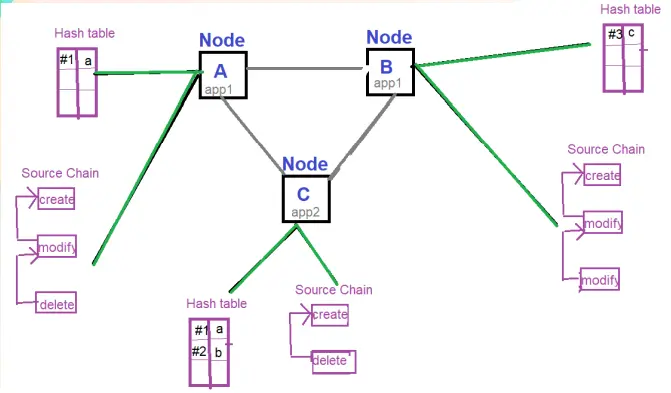 Hash table
#1 a
Node
A
app1
Node
B
app1
Hash table
#3 c
Source Chain
create
modify
delete
Node
C
app2
Source Chain
create
modify
modify
Hash table
#1 a
#2 b
Source Chain
create
delete